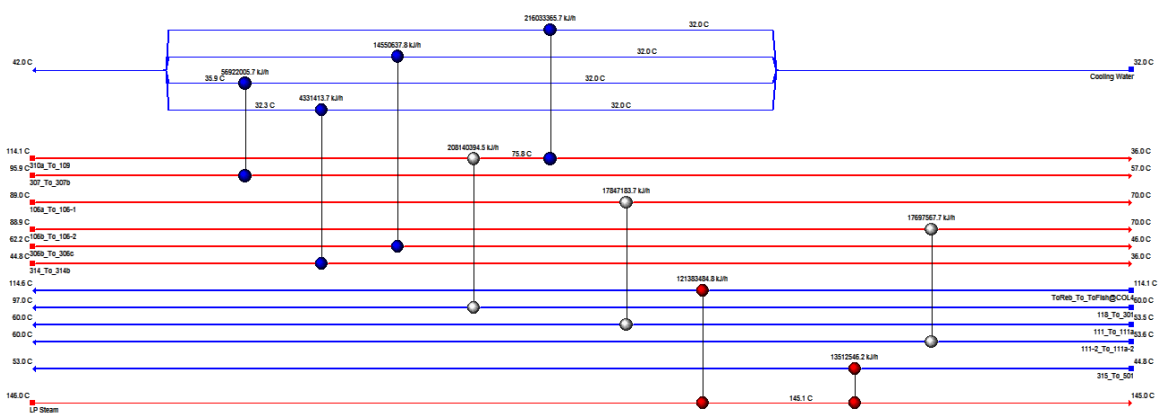 216033365.7 kJ/h
32.0 C
14550637.8 kJ/h
32.0 C
42.0 C
32.0 C
56922005.7 kJ/h
35.9 C
32.0 C
Cooling Water
4331413.7 kJ/h
32.3 C
32.0 C
208140394.5 kJ/h
114.1 C
75.8 C
36.0 C
310a_To_109
95.9 C
57.0 C
307_To_307b
89.0 C
17847183.7 kJ/h
70.0 C
106a_To_106-1
88.9 C
17697567.7 kJ/h
70.0 C
106b_To_106-2
62.2 C
46.0 C
306b_To_306c
44.8 C
36.0 C
314_To_314b
114.6 C
121383484.8 kJ/h
114.1 C
ToReb_To_ToFlsh@COL4
97.0 C
60.0 C
118_To_301
60.0 C
53.5 C
111_To_111a
60.0 C
53.6 C
111-2_To_111a-2
53.0 C
13512546.2 kJ/h
44.8 C
315_To_501
146.0 C
145.1 C
145.0 C
LP Steam